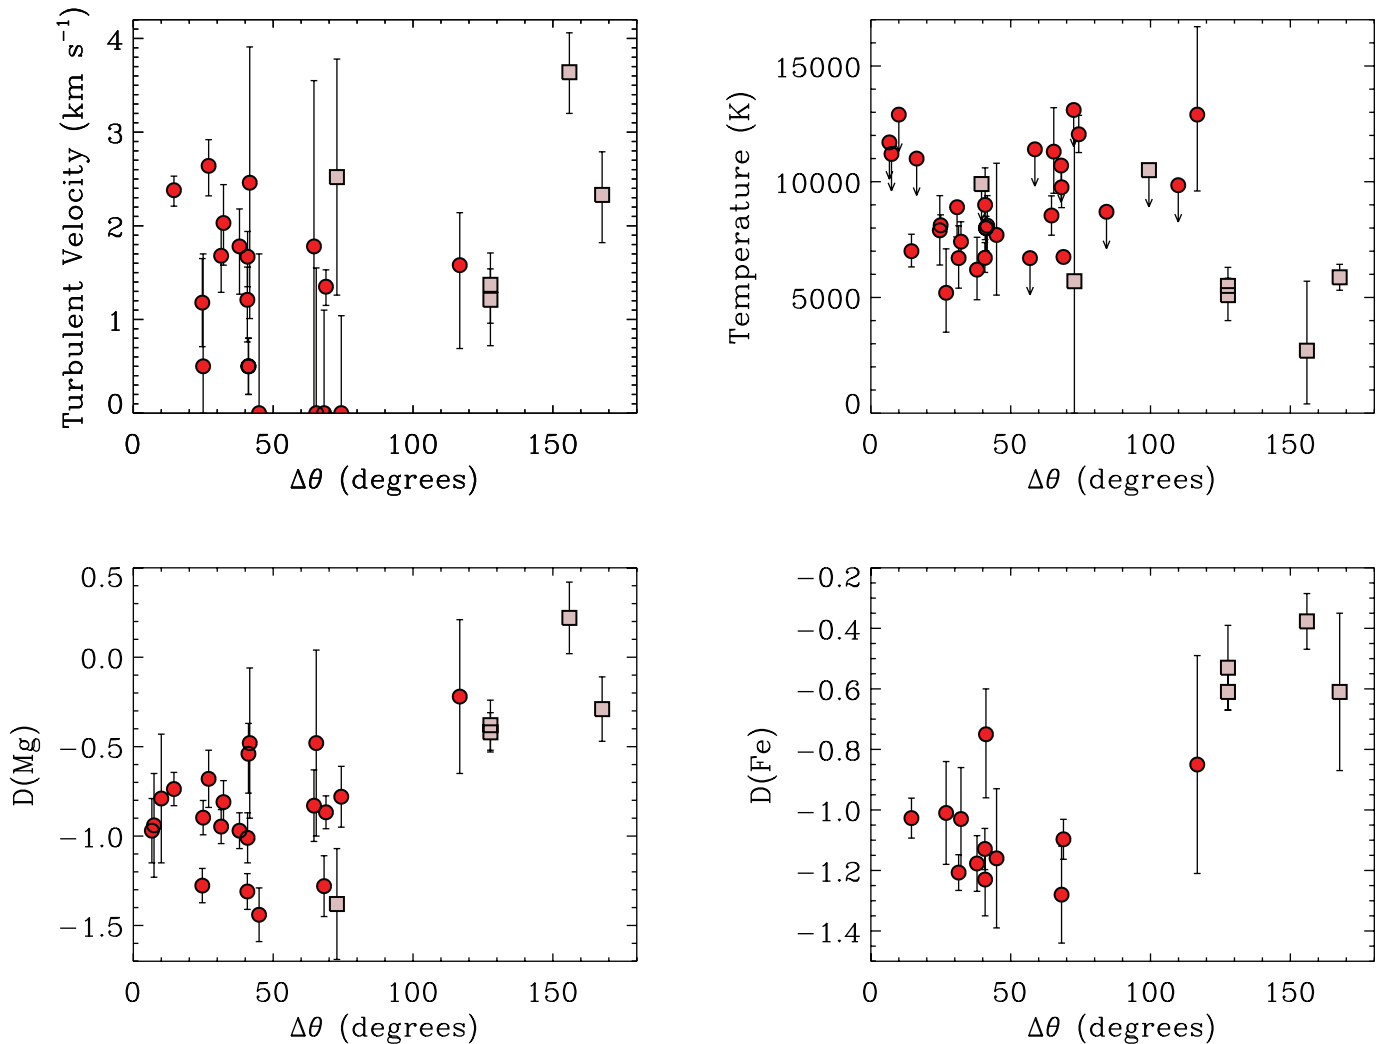 Turbulent Velocity (km s⁻¹)
4
3
2
1
0
0 50 100 150
Δθ (degrees)
Temperature (K)
15000
10000
5000
0
0 50 100 150
Δθ (degrees)
D(Mg)
0.5
0.0
−0.5
−1.0
−1.5
0 50 100 150
Δθ (degrees)
D(Fe)
−0.2
−0.4
−0.6
−0.8
−1.0
−1.2
−1.4
0 50 100 150
Δθ (degrees)